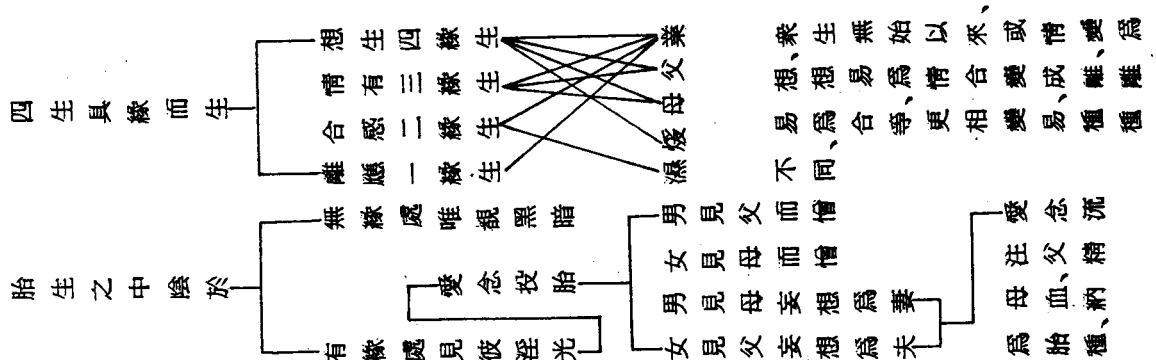 四生具緣而生
想生四緣生
情有三緣生
合感二緣生
離應一緣生
業
父
母
煖
濕
眾生無始以來、或情變為
想、想易為情合變成離、離
易為合等、更相變易、種種
不同、
胎生之中陰於
無緣處唯覩黑暗
有緣處見彼淫光
愛念投胎
男見父而憎
女見母而憎
男見母妄想為妻
女見父妄想為夫
愛念流
注父精
母血、納
為胎種、